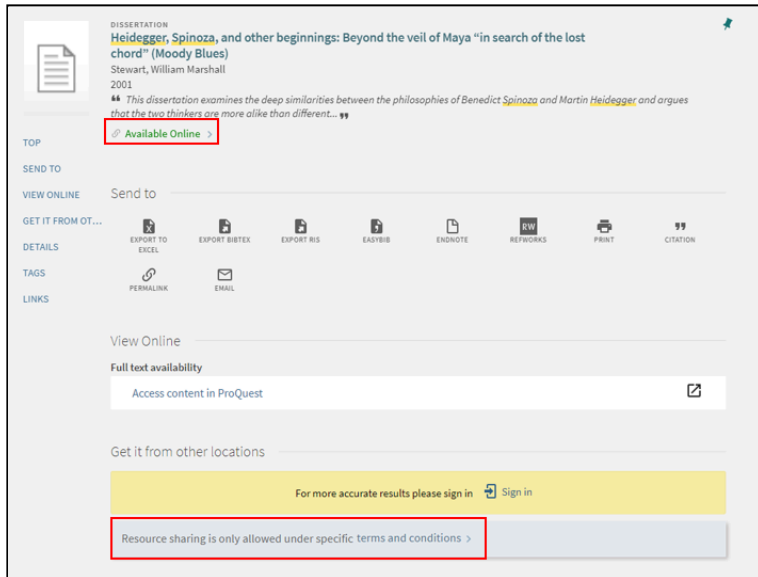 DISSERTATION
Heidegger, Spinoza, and other beginnings: Beyond the veil of Maya “in search of the lost
chord” (Moody Blues)
Stewart, William Marshall
2001
❝ This dissertation examines the deep similarities between the philosophies of Benedict Spinoza and Martin Heidegger and argues
that the two thinkers are more alike than different... ❞
Available Online >
TOP
SEND TO
VIEW ONLINE
GET IT FROM OT...
DETAILS
TAGS
LINKS
Send to
EXPORT TO
EXCEL
EXPORT BIBTEX
EXPORT RIS
EASYBIB
ENDNOTE
RW
REFWORKS
PRINT
CITATION
PERMALINK
EMAIL
View Online
Full text availability
Access content in ProQuest
Get it from other locations
For more accurate results please sign in Sign in
Resource sharing is only allowed under specific terms and conditions >